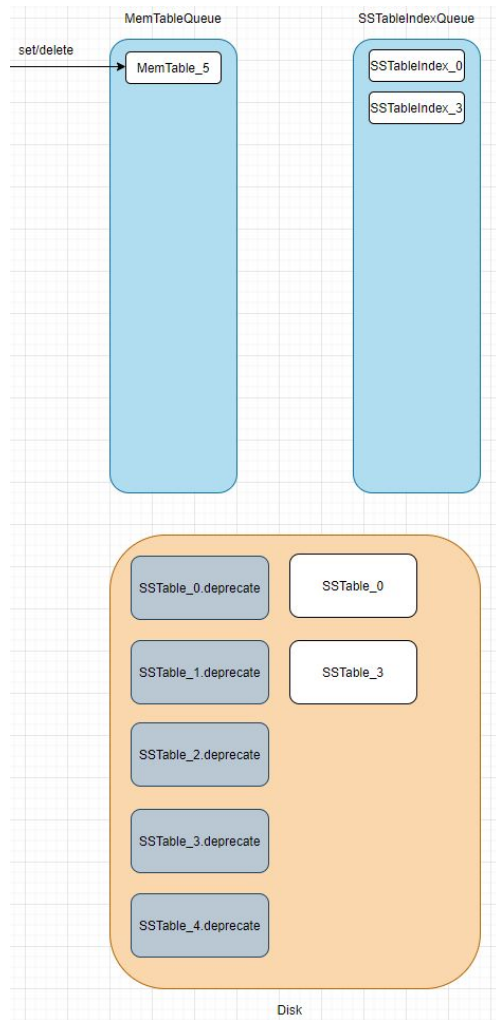 MemTableQueue
SSTableIndexQueue
set/delete
MemTable_5
SSTableIndex_0
SSTableIndex_3
SSTable_0.deprecate
SSTable_0
SSTable_1.deprecate
SSTable_3
SSTable_2.deprecate
SSTable_3.deprecate
SSTable_4.deprecate
Disk